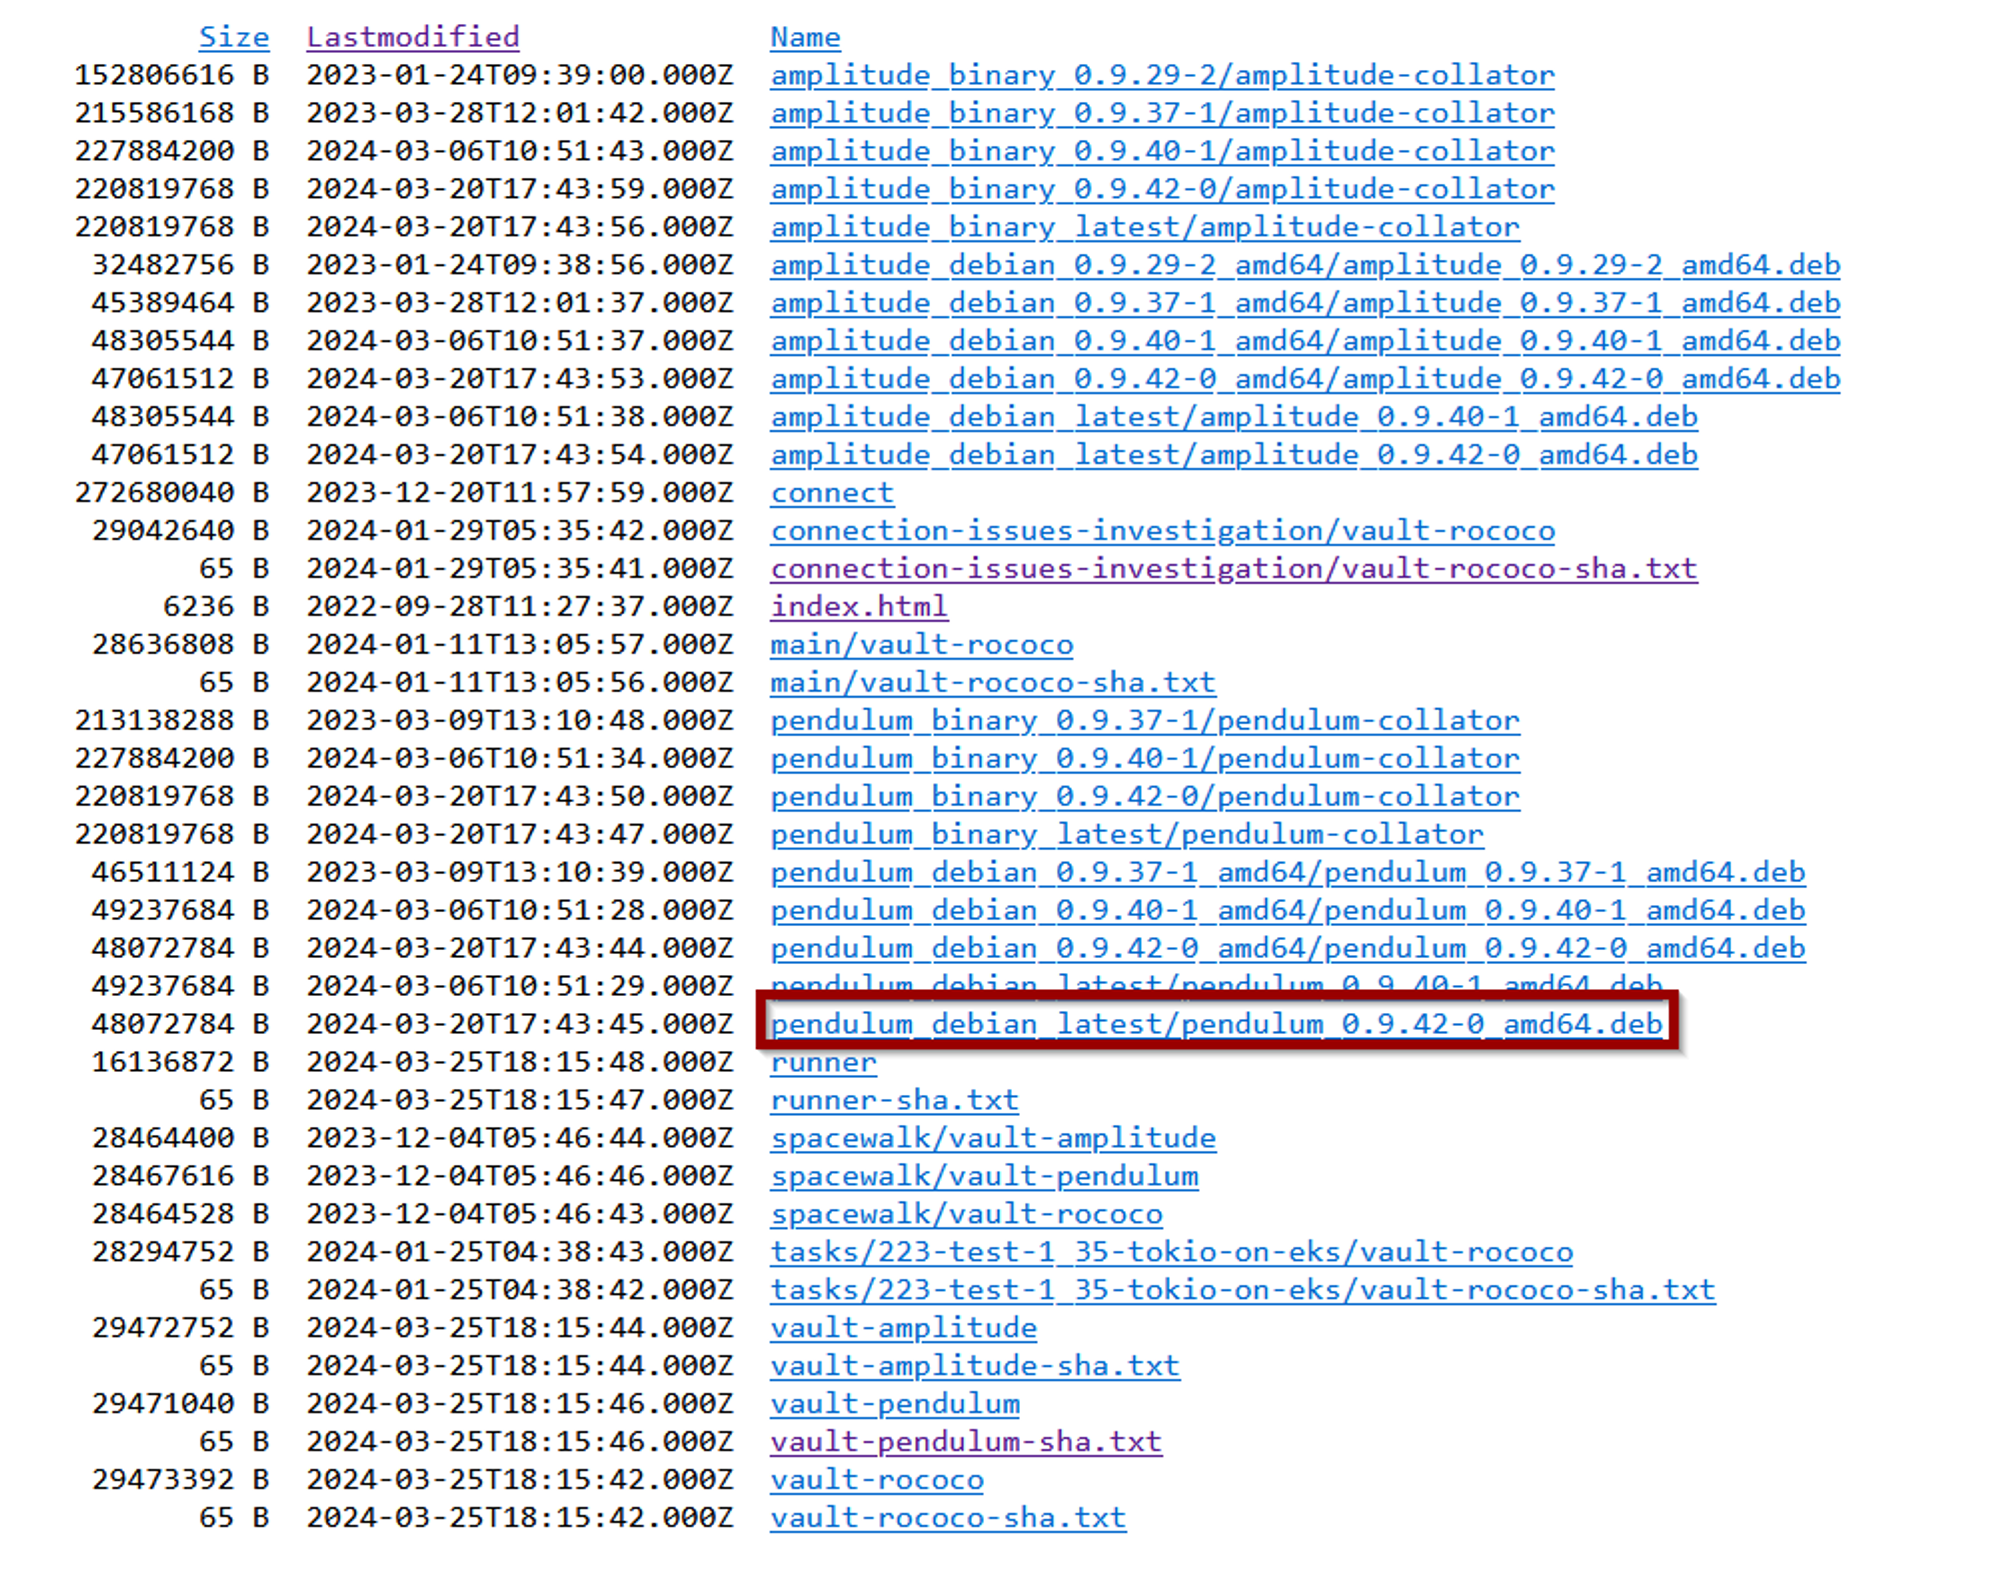 Size Lastmodified Name
152806616 B 2023-01-24T09:39:00.000Z amplitude_binary_0.9.29-2/amplitude-collator
215586168 B 2023-03-28T12:01:42.000Z amplitude_binary_0.9.37-1/amplitude-collator
227884200 B 2024-03-06T10:51:43.000Z amplitude_binary_0.9.40-1/amplitude-collator
220819768 B 2024-03-20T17:43:59.000Z amplitude_binary_0.9.42-0/amplitude-collator
220819768 B 2024-03-20T17:43:56.000Z amplitude_binary_latest/amplitude-collator
32482756 B 2023-01-24T09:38:56.000Z amplitude_debian_0.9.29-2_amd64/amplitude_0.9.29-2_amd64.deb
45389464 B 2023-03-28T12:01:37.000Z amplitude_debian_0.9.37-1_amd64/amplitude_0.9.37-1_amd64.deb
48305544 B 2024-03-06T10:51:37.000Z amplitude_debian_0.9.40-1_amd64/amplitude_0.9.40-1_amd64.deb
47061512 B 2024-03-20T17:43:53.000Z amplitude_debian_0.9.42-0_amd64/amplitude_0.9.42-0_amd64.deb
48305544 B 2024-03-06T10:51:38.000Z amplitude_debian_latest/amplitude_0.9.40-1_amd64.deb
47061512 B 2024-03-20T17:43:54.000Z amplitude_debian_latest/amplitude_0.9.42-0_amd64.deb
272680040 B 2023-12-20T11:57:59.000Z connect
29042640 B 2024-01-29T05:35:42.000Z connection-issues-investigation/vault-rococo
65 B 2024-01-29T05:35:41.000Z connection-issues-investigation/vault-rococo-sha.txt
6236 B 2022-09-28T11:27:37.000Z index.html
28636808 B 2024-01-11T13:05:57.000Z main/vault-rococo
65 B 2024-01-11T13:05:56.000Z main/vault-rococo-sha.txt
213138288 B 2023-03-09T13:10:48.000Z pendulum_binary_0.9.37-1/pendulum-collator
227884200 B 2024-03-06T10:51:34.000Z pendulum_binary_0.9.40-1/pendulum-collator
220819768 B 2024-03-20T17:43:50.000Z pendulum_binary_0.9.42-0/pendulum-collator
220819768 B 2024-03-20T17:43:47.000Z pendulum_binary_latest/pendulum-collator
46511124 B 2023-03-09T13:10:39.000Z pendulum_debian_0.9.37-1_amd64/pendulum_0.9.37-1_amd64.deb
49237684 B 2024-03-06T10:51:28.000Z pendulum_debian_0.9.40-1_amd64/pendulum_0.9.40-1_amd64.deb
48072784 B 2024-03-20T17:43:44.000Z pendulum_debian_0.9.42-0_amd64/pendulum_0.9.42-0_amd64.deb
49237684 B 2024-03-06T10:51:29.000Z pendulum_debian_latest/pendulum_0.9.40-1_amd64.deb
48072784 B 2024-03-20T17:43:45.000Z pendulum_debian_latest/pendulum_0.9.42-0_amd64.deb
16136872 B 2024-03-25T18:15:48.000Z runner
65 B 2024-03-25T18:15:47.000Z runner-sha.txt
28464400 B 2023-12-04T05:46:44.000Z spacewalk/vault-amplitude
28467616 B 2023-12-04T05:46:46.000Z spacewalk/vault-pendulum
28464528 B 2023-12-04T05:46:43.000Z spacewalk/vault-rococo
28294752 B 2024-01-25T04:38:43.000Z tasks/223-test-1_35-tokio-on-eks/vault-rococo
65 B 2024-01-25T04:38:42.000Z tasks/223-test-1_35-tokio-on-eks/vault-rococo-sha.txt
29472752 B 2024-03-25T18:15:44.000Z vault-amplitude
65 B 2024-03-25T18:15:44.000Z vault-amplitude-sha.txt
29471040 B 2024-03-25T18:15:46.000Z vault-pendulum
65 B 2024-03-25T18:15:46.000Z vault-pendulum-sha.txt
29473392 B 2024-03-25T18:15:42.000Z vault-rococo
65 B 2024-03-25T18:15:42.000Z vault-rococo-sha.txt